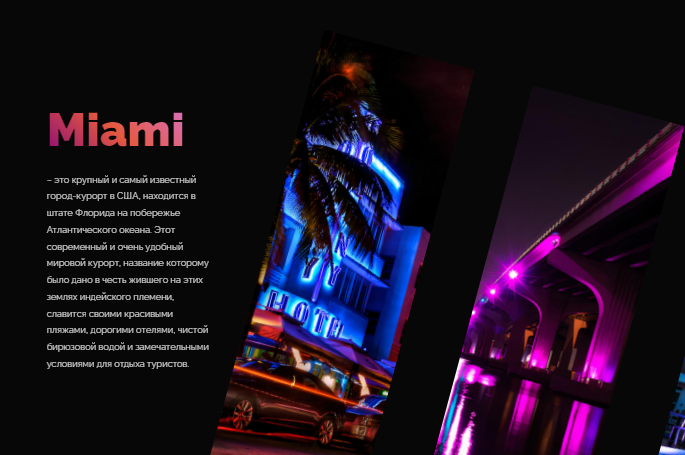 Miami
– это крупный и самый известный
город-курорт в США, находится в
штате Флорида на побережье
Атлантического океана. Этот
современный и очень удобный
мировой курорт, название которому
было дано в честь жившего на этих
землях индейского племени,
славится своими красивыми
пляжами, дорогими отелями, чистой
бирюзовой водой и замечательными
условиями для отдыха туристов.
HOTEL